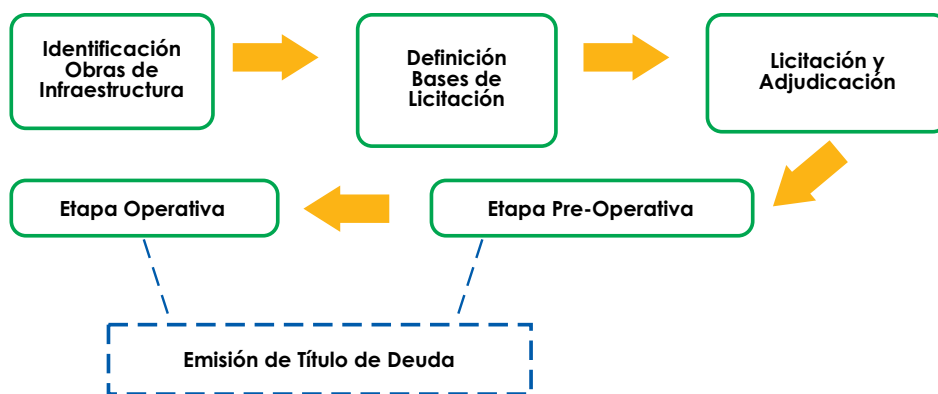 Identificación
Obras de
Infraestructura
Definición
Bases de
Licitación
Licitación y
Adjudicación
Etapa Operativa
Etapa Pre-Operativa
Emisión de Título de Deuda